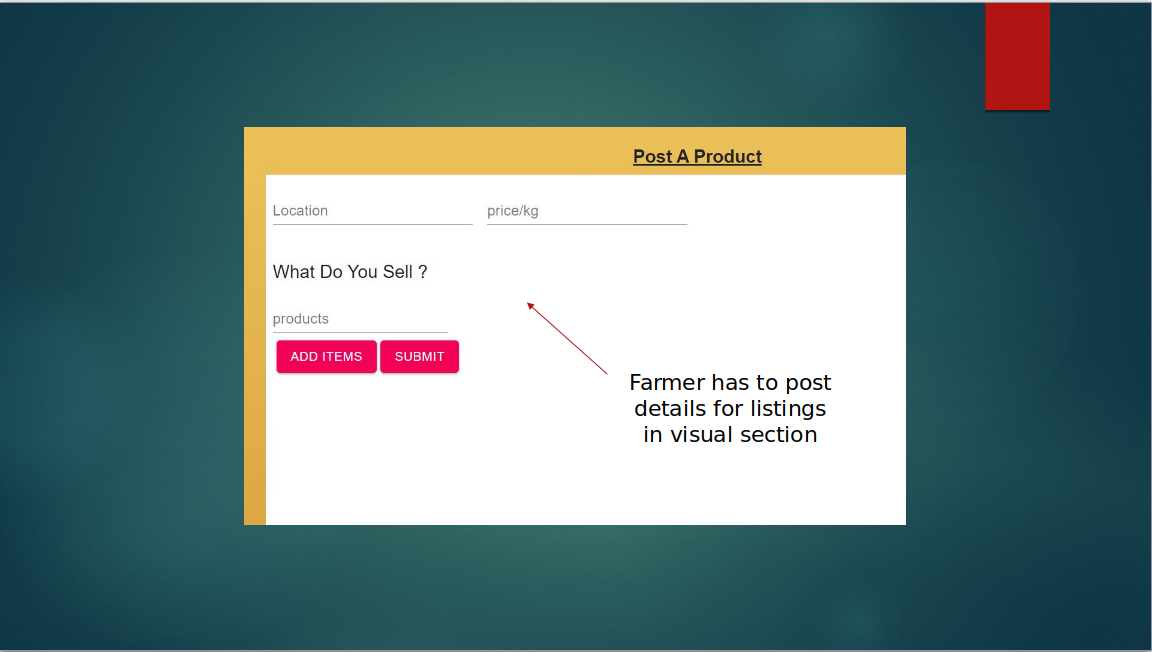 Post A Product
Location price/kg
What Do You Sell ?
products
ADD ITEMS SUBMIT
Farmer has to post
details for listings
in visual section